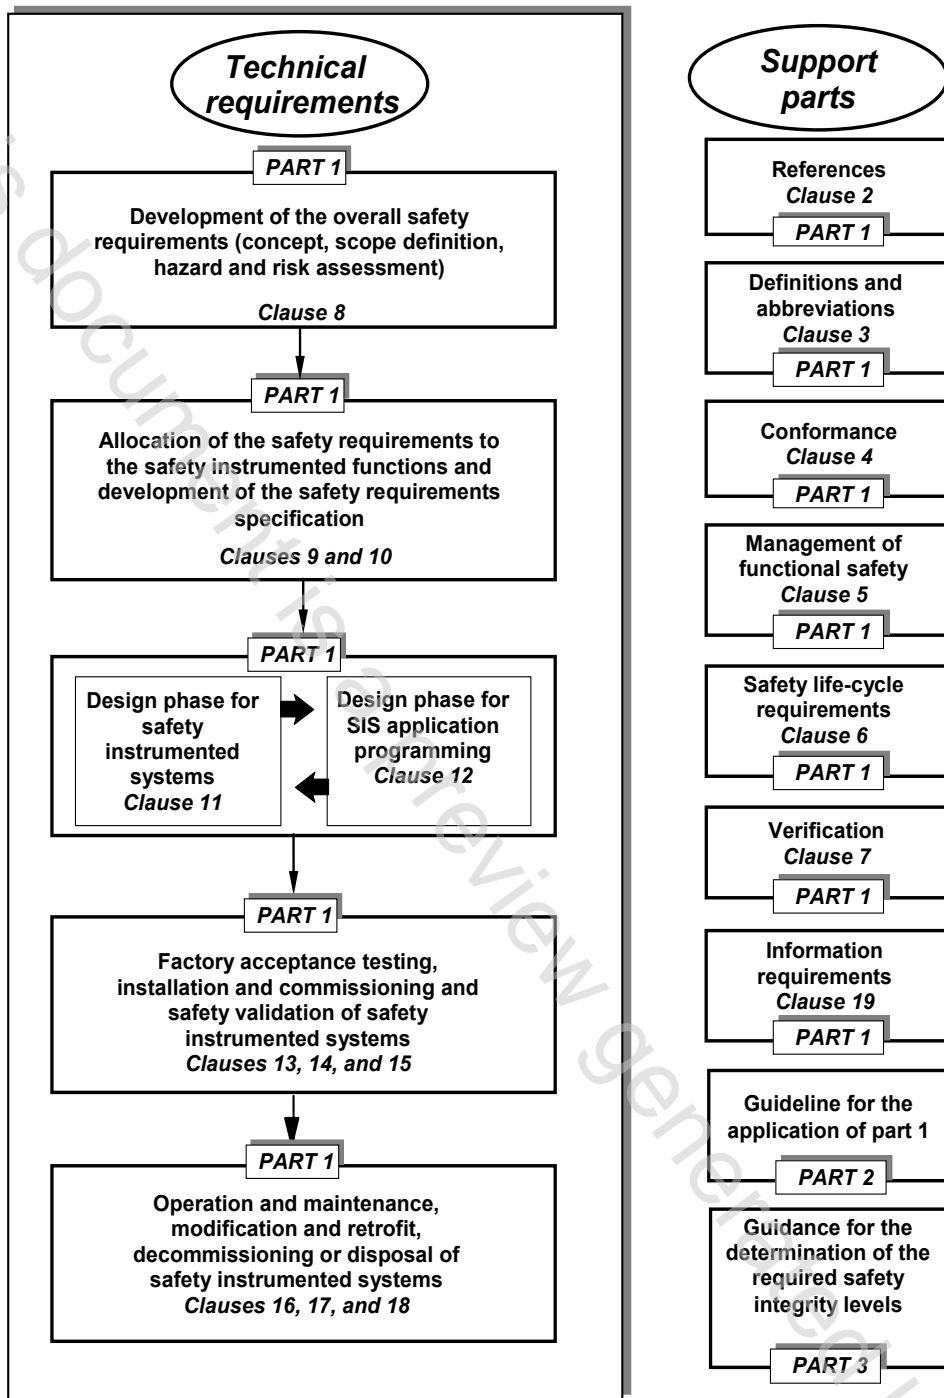 Technical
requirements
PART 1
Development of the overall safety
requirements (concept, scope definition,
hazard and risk assessment)
Clause 8
PART 1
Allocation of the safety requirements to
the safety instrumented functions and
development of the safety requirements
specification
Clauses 9 and 10
PART 1
Design phase for
safety
instrumented
systems
Clause 11
Design phase for
SIS application
programming
Clause 12
PART 1
Factory acceptance testing,
installation and commissioning and
safety validation of safety
instrumented systems
Clauses 13, 14, and 15
PART 1
Operation and maintenance,
modification and retrofit,
decommissioning or disposal of
safety instrumented systems
Clauses 16, 17, and 18
Support
parts
References
Clause 2
PART 1
Definitions and
abbreviations
Clause 3
PART 1
Conformance
Clause 4
PART 1
Management of
functional safety
Clause 5
PART 1
Safety life-cycle
requirements
Clause 6
PART 1
Verification
Clause 7
PART 1
Information
requirements
Clause 19
PART 1
Guideline for the
application of part 1
PART 2
Guidance for the
determination of the
required safety
integrity levels
PART 3
document is a preview generated